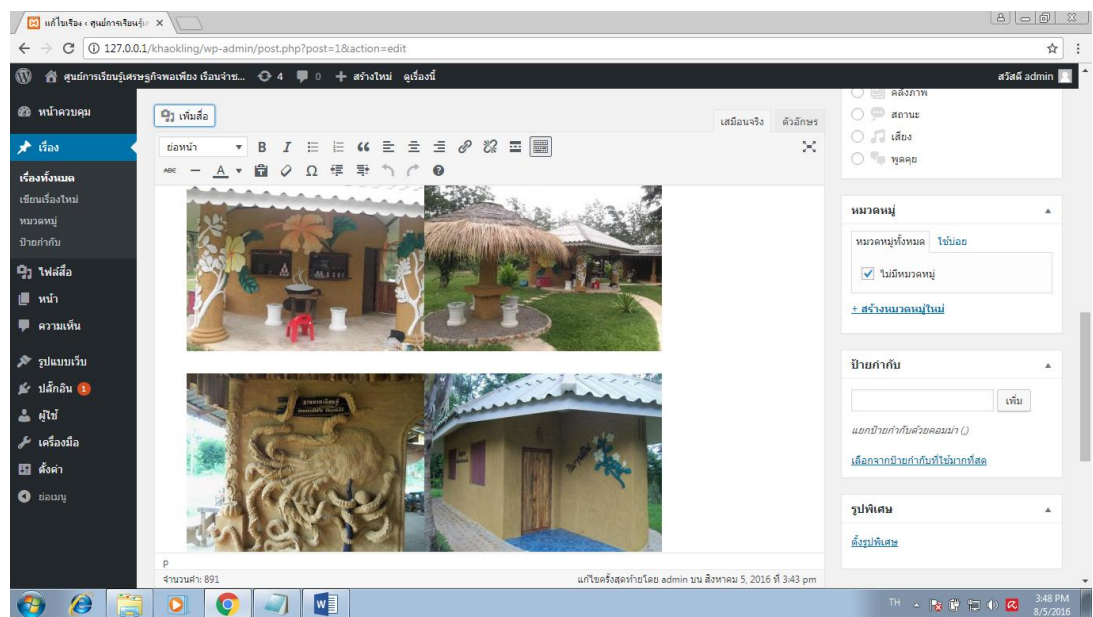 แก้ไขเรื่อง ‹ ศูนย์การเรียนรู้
127.0.0.1/khaokling/wp-admin/post.php?post=1&action=edit
ศูนย์การเรียนรู้เศรษฐกิจพอเพียง เรือนจำช... 4 0 + สร้างใหม่ ดูเรื่องนี้
สวัสดี admin
หน้าควบคุม
เรื่อง
เรื่องทั้งหมด
เขียนเรื่องใหม่
หมวดหมู่
ป้ายกำกับ
ไฟล์สื่อ
หน้า
ความเห็น
รูปแบบเว็บ
ปลั๊กอิน 1
ผู้ใช้
เครื่องมือ
ตั้งค่า
ย่อเมนู
เพิ่มสื่อ
เสมือนจริง ตัวอักษร
ย่อหน้า B I
ABC A Ω
p
จำนวนคำ: 891
แก้ไขครั้งสุดท้ายโดย admin บน สิงหาคม 5, 2016 ที่ 3:43 pm
คลังภาพ
สถานะ
เสียง
พูดคุย
หมวดหมู่
หมวดหมู่ทั้งหมด ใช้บ่อย
ไม่มีหมวดหมู่
+ สร้างหมวดหมู่ใหม่
ป้ายกำกับ
เพิ่ม
แยกป้ายกำกับด้วยคอมม่า (,)
เลือกจากป้ายกำกับที่ใช้มากที่สุด
รูปพิเศษ
ตั้งรูปพิเศษ
TH
3:48 PM
8/5/2016